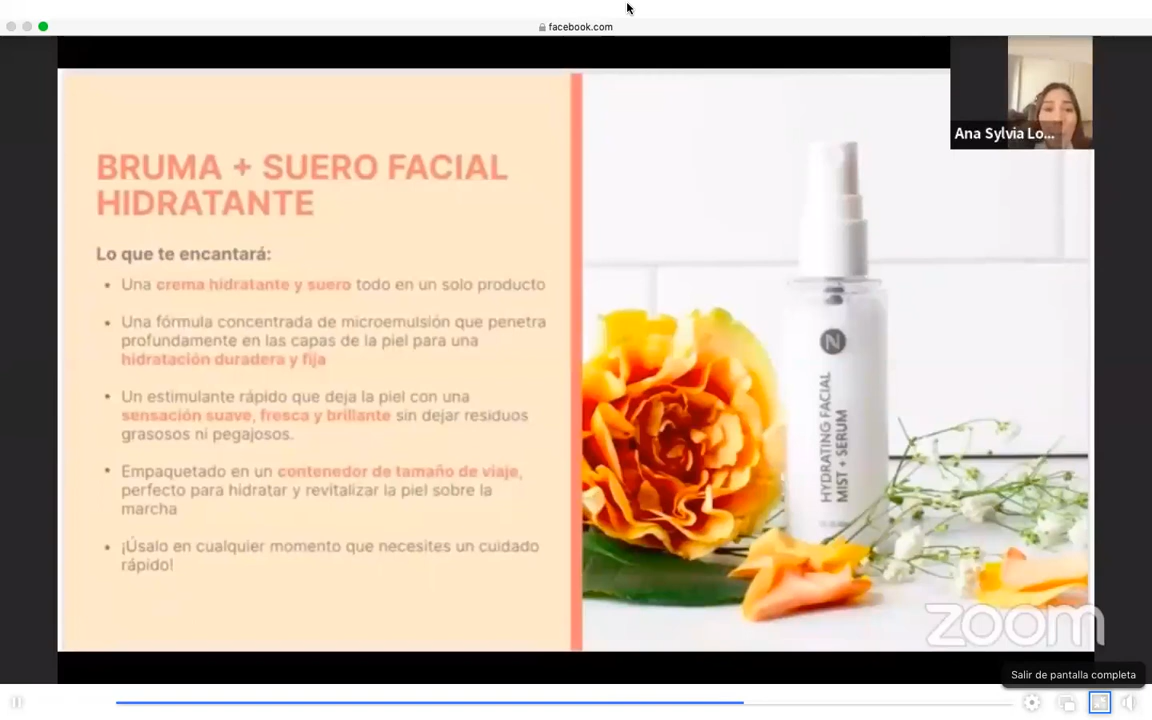 facebook.com
Ana Sylvia Lo...
BRUMA + SUERO FACIAL
HIDRATANTE
Lo que te encantará:
• Una crema hidratante y suero todo en un solo producto
• Una fórmula concentrada de microemulsión que penetra
profundamente en las capas de la piel para una
hidratación duradera y fija
• Un estimulante rápido que deja la piel con una
sensación suave, fresca y brillante sin dejar residuos
grasosos ni pegajosos.
• Empaquetado en un contenedor de tamaño de viaje,
perfecto para hidratar y revitalizar la piel sobre la
marcha
• ¡Úsalo en cualquier momento que necesites un cuidado
rápido!
N
HYDRATING FACIAL
MIST + SERUM
zoom
Salir de pantalla completa